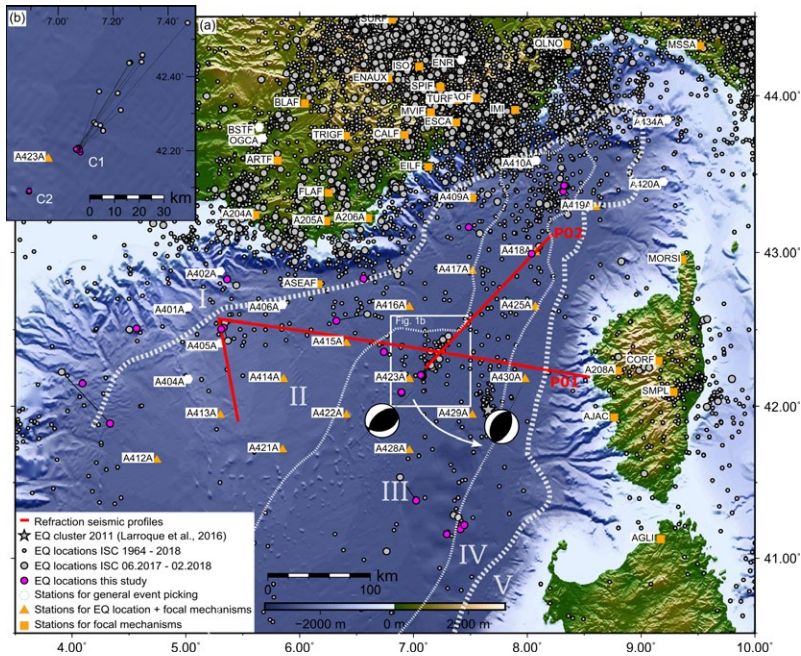 (b)
7.00
7.20
42.40
42.20
A423A
C1
C2
0 10 20 30
km
(a)
SURF
QLNO
MSSA
ISO
ENR
ENAUX
SPIF
TURF
AOF
BLAF
MVIF
IMI
44.00
ESCA
BSTF
TRIGF
CALF
A134A
OGCA
ARTF
EILF
A410A
FLAF
A409A
A420A
A419A
A204A
A205A
A206A
P02
A418A
43.00
A402A
ASEAF
A417A
MORSI
I
A401A
A406A
A416A
A425A
Fig. 1b
A405A
A415A
CORF
A404A
A414A
II
A423A
A430A
P01
A208A
SMPL
A413A
A422A
A429A
AJAC
42.00
A421A
A428A
A412A
III
IV
V
AGLI
41.00
Refraction seismic profiles
EQ cluster 2011 (Larroque et al., 2016)
EQ locations ISC 1964 - 2018
EQ locations ISC 06.2017 - 02.2018
EQ locations this study
Stations for general event picking
Stations for EQ location + focal mechanisms
Stations for focal mechanisms
0 100
km
−2000 m 0 m 2500 m
4.00 5.00 6.00 7.00 8.00 9.00